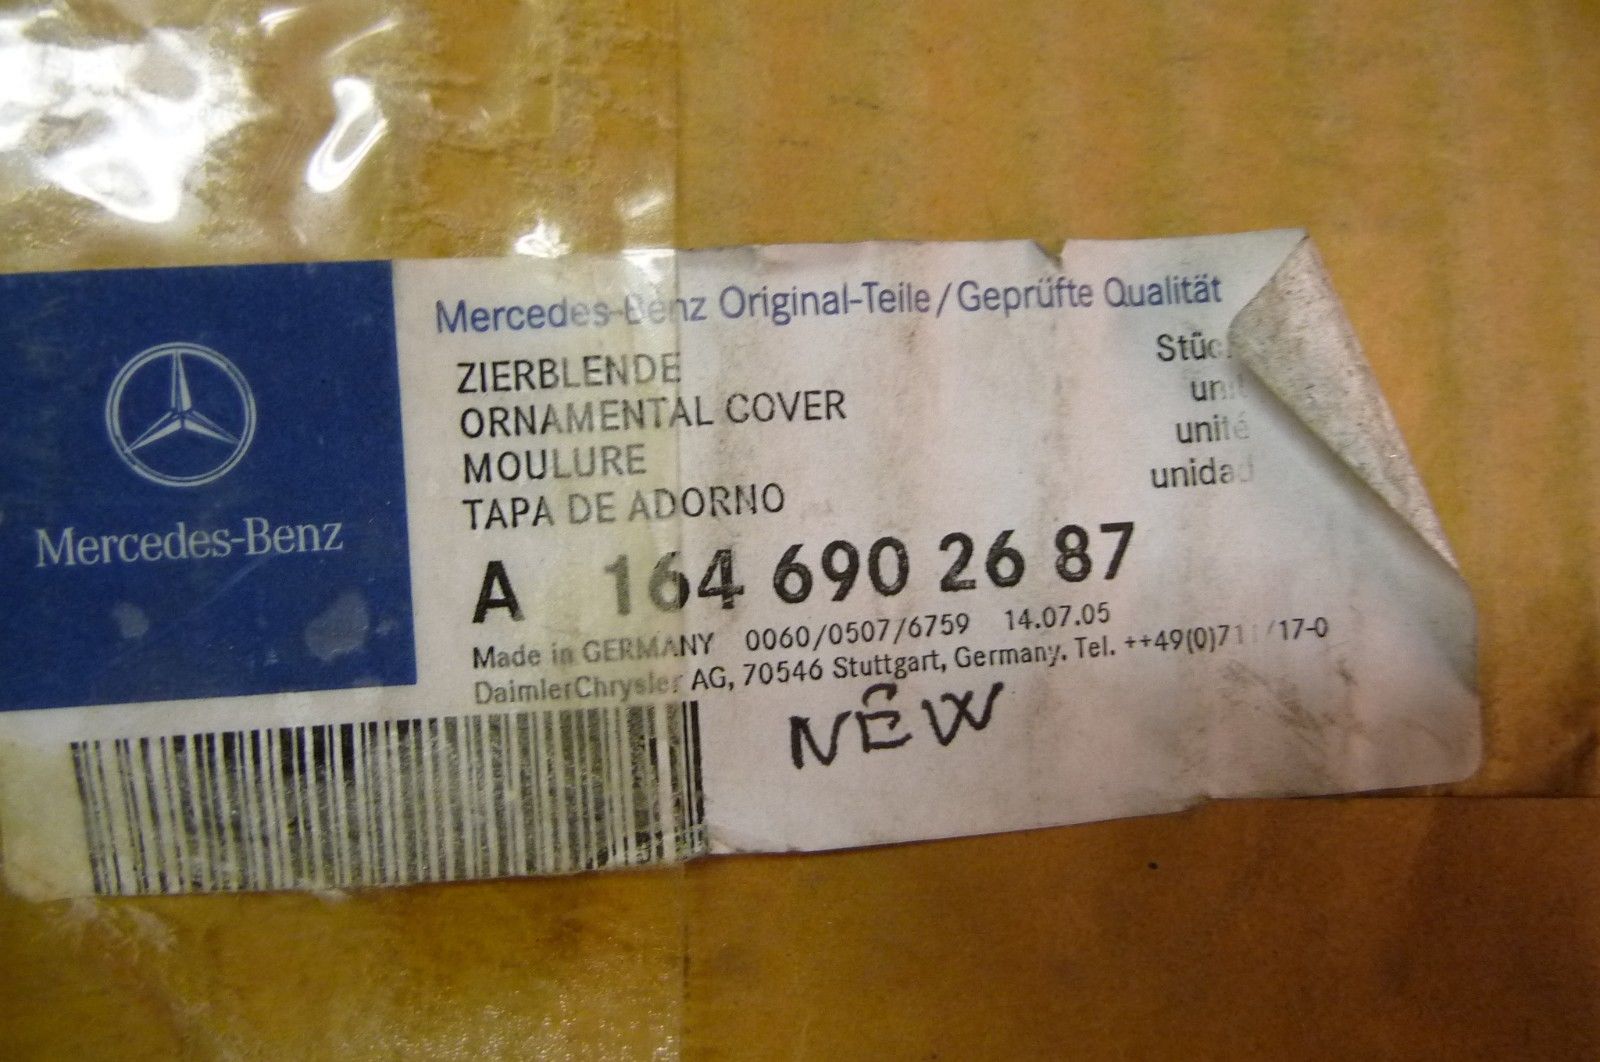 Mercedes-Benz
Mercedes-Benz Original-Teile/Geprüfte Qualität
ZIERBLENDE
ORNAMENTAL COVER
MOULURE
TAPA DE ADORNO
unité
unidad
A 164 690 26 87
Made in GERMANY 0060/0507/6759 14.07.05
DaimlerChrysler AG, 70546 Stuttgart, Germany. Tel.
NEW